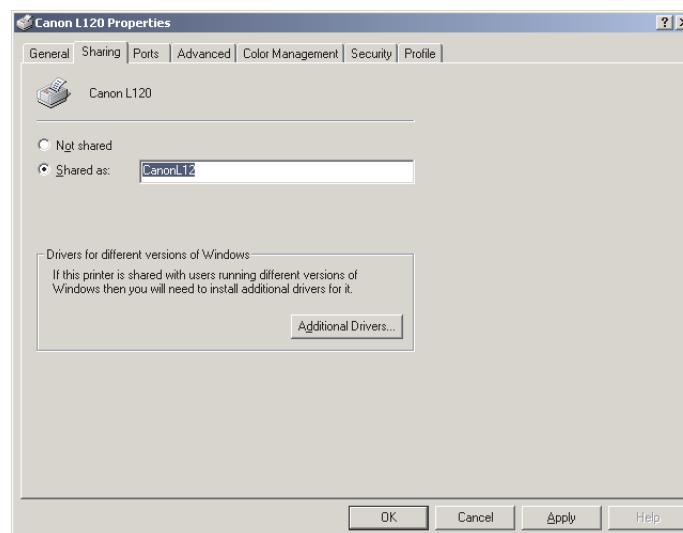 Canon L120 Properties
General Sharing Ports Advanced Color Management Security Profile
Canon L120
Not shared
Shared as: CanonL12
Drivers for different versions of Windows
If this printer is shared with users running different versions of
Windows then you will need to install additional drivers for it.
Additional Drivers...
OK Cancel Apply Help